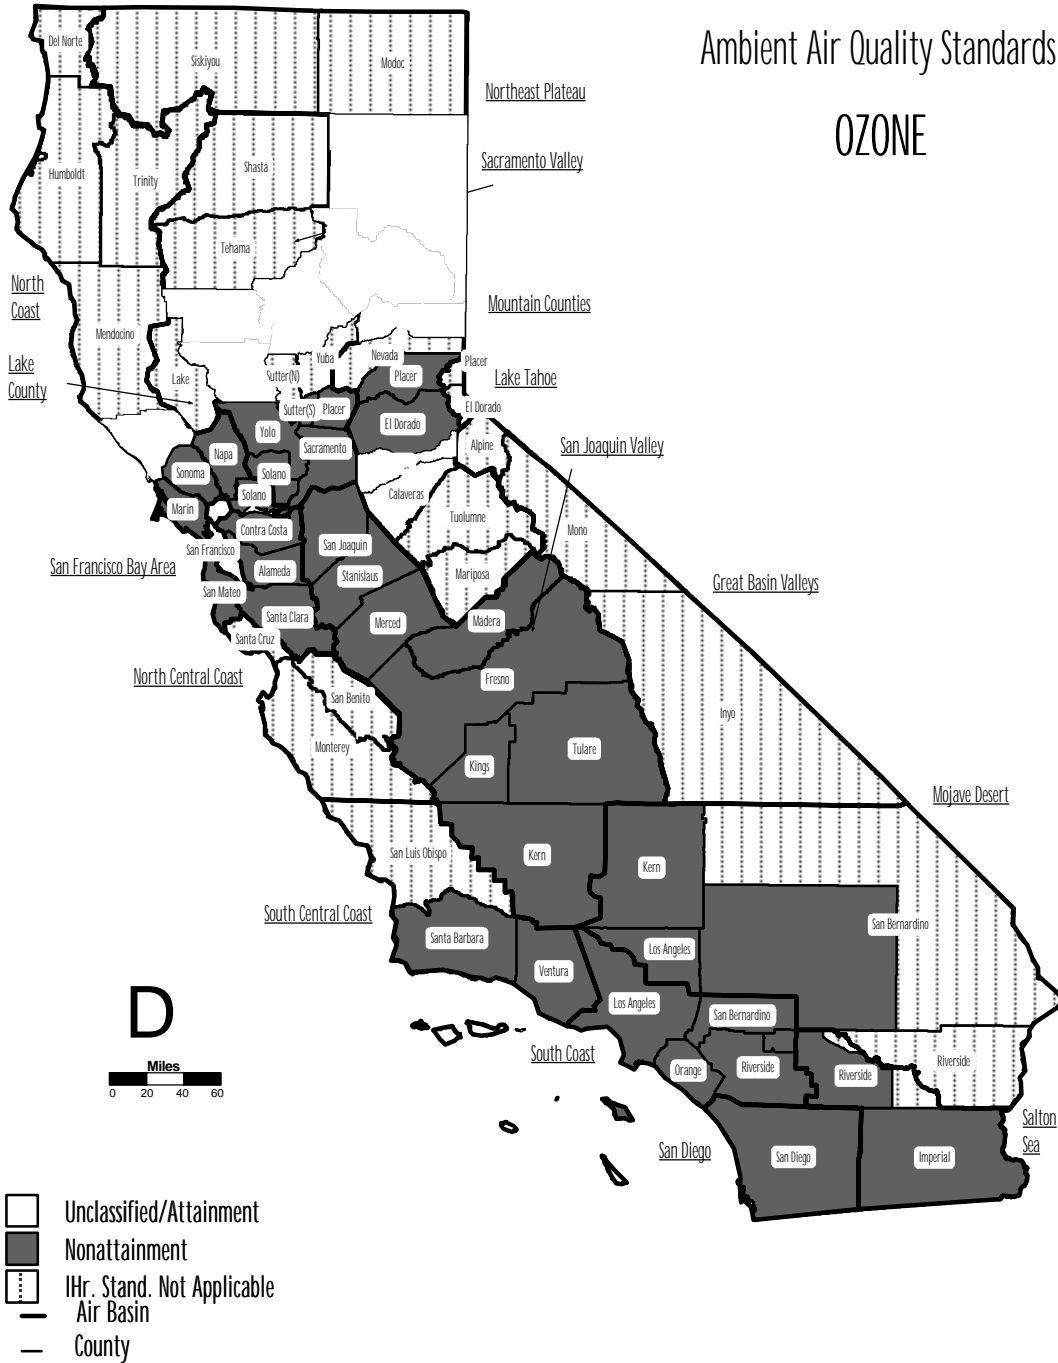 Ambient Air Quality Standards
OZONE
Del Norte
Siskiyou
Modoc
Northeast Plateau
Sacramento Valley
Humboldt
Trinity
Shasta
Tehama
North
Coast
Mountain Counties
Mendocino
Lake
County
Lake
Sutter(N)
Yuba
Nevada
Placer
Placer
Lake Tahoe
Sutter(S)
Placer
El Dorado
El Dorado
Yolo
Napa
Sacramento
Alpine
San Joaquin Valley
Sonoma
Solano
Solano
Calaveras
Marin
Contra Costa
Tuolumne
Mono
San Francisco
San Joaquin
San Francisco Bay Area
Alameda
Stanislaus
Mariposa
Great Basin Valleys
San Mateo
Santa Clara
Merced
Madera
Santa Cruz
North Central Coast
San Benito
Fresno
Inyo
Monterey
Kings
Tulare
Mojave Desert
San Luis Obispo
Kern
Kern
South Central Coast
San Bernardino
Santa Barbara
Los Angeles
Ventura
Los Angeles
San Bernardino
D
South Coast
Miles
0 20 40 60
Orange
Riverside
Riverside
Riverside
Salton
Sea
San Diego
San Diego
Imperial
Unclassified/Attainment
Nonattainment
1Hr. Stand. Not Applicable
Air Basin
County